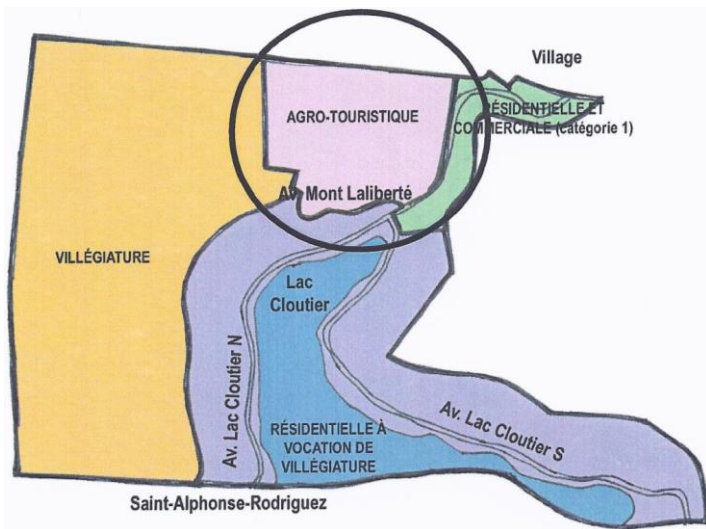 Village
AGRO-TOURISTIQUE
RÉSIDENTIELLE ET
COMMERCIALE (catégorie 1)
Av. Mont Laliberté
VILLÉGIATURE
Lac
Cloutier
Av. Lac Cloutier N
Av. Lac Cloutier S
RÉSIDENTIELLE À
VOCATION DE
VILLÉGIATURE
Saint-Alphonse-Rodriguez